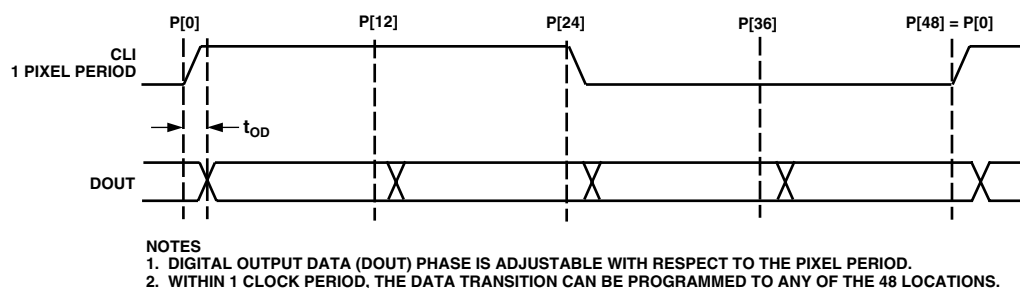 P[0] P[12] P[24] P[36] P[48] = P[0]
CLI
1 PIXEL PERIOD
tOD
DOUT
NOTES
1. DIGITAL OUTPUT DATA (DOUT) PHASE IS ADJUSTABLE WITH RESPECT TO THE PIXEL PERIOD.
2. WITHIN 1 CLOCK PERIOD, THE DATA TRANSITION CAN BE PROGRAMMED TO ANY OF THE 48 LOCATIONS.